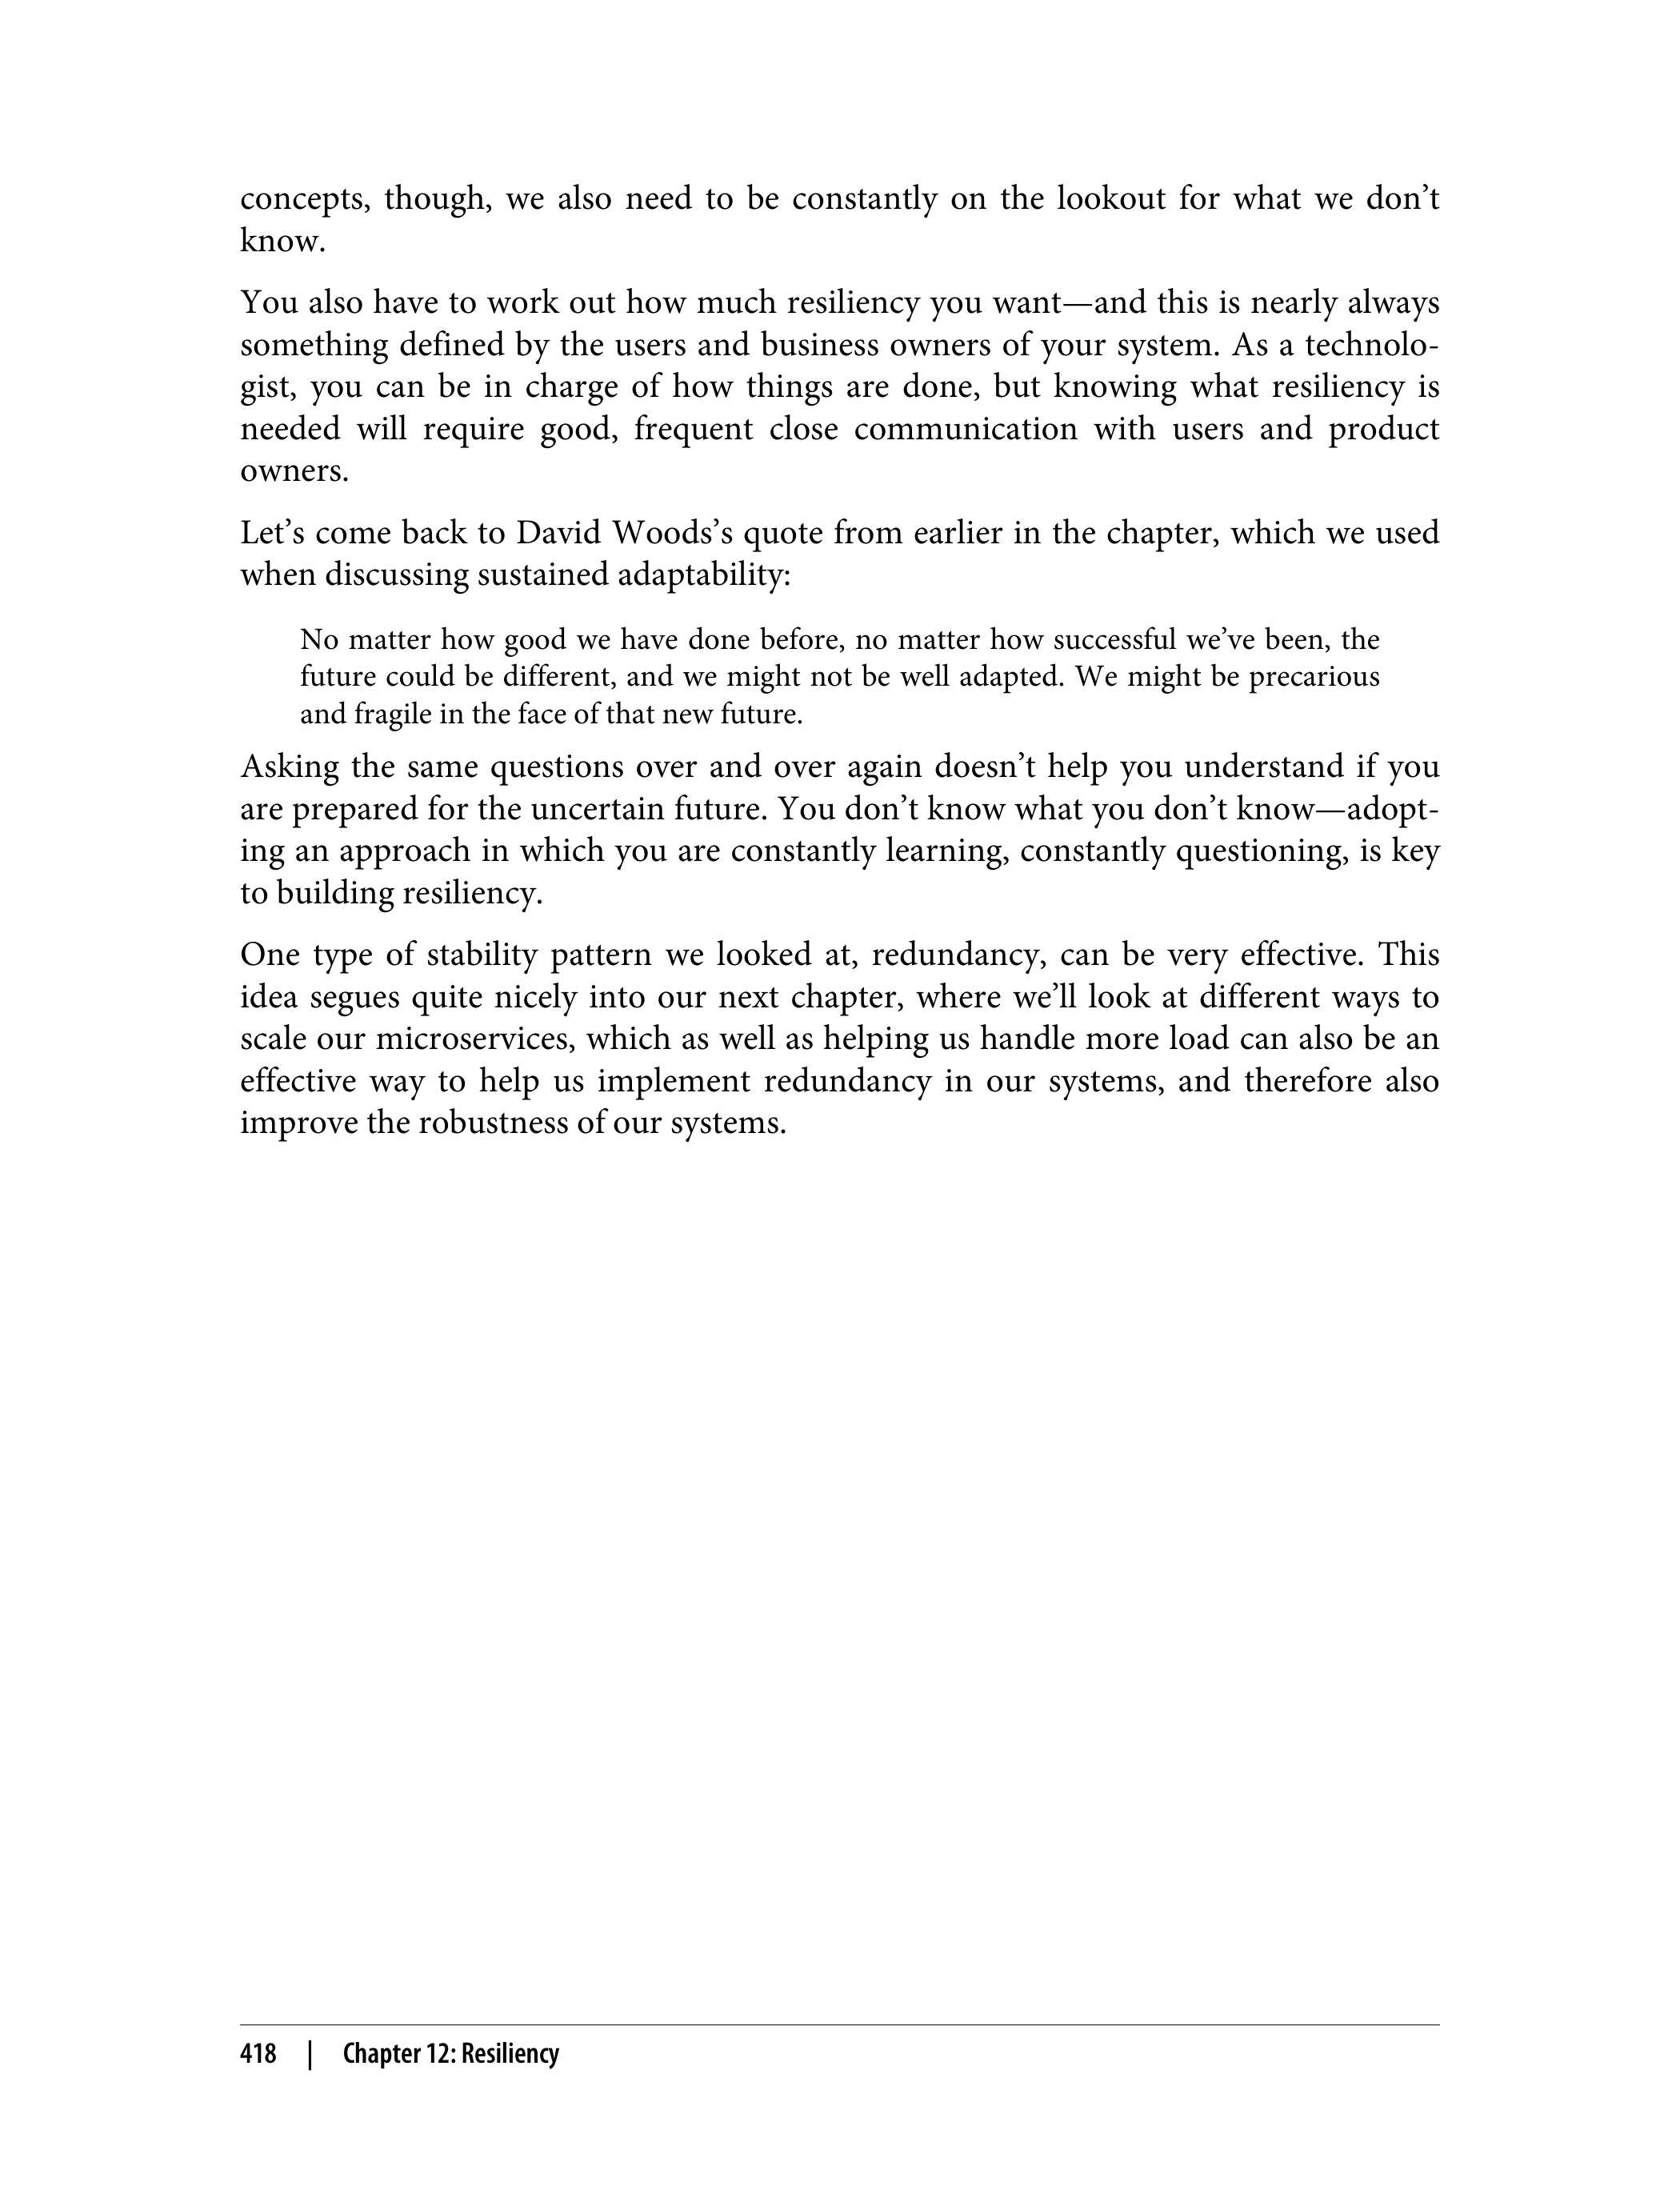 concepts, though, we also need to be constantly on the lookout for what we don’t
know.
You also have to work out how much resiliency you want—and this is nearly always
something defined by the users and business owners of your system. As a technolo-
gist, you can be in charge of how things are done, but knowing what resiliency is
needed will require good, frequent close communication with users and product
owners.
Let’s come back to David Woods’s quote from earlier in the chapter, which we used
when discussing sustained adaptability:
No matter how good we have done before, no matter how successful we’ve been, the
future could be different, and we might not be well adapted. We might be precarious
and fragile in the face of that new future.
Asking the same questions over and over again doesn’t help you understand if you
are prepared for the uncertain future. You don’t know what you don’t know—adopt-
ing an approach in which you are constantly learning, constantly questioning, is key
to building resiliency.
One type of stability pattern we looked at, redundancy, can be very effective. This
idea segues quite nicely into our next chapter, where we’ll look at different ways to
scale our microservices, which as well as helping us handle more load can also be an
effective way to help us implement redundancy in our systems, and therefore also
improve the robustness of our systems.
418 | Chapter 12: Resiliency